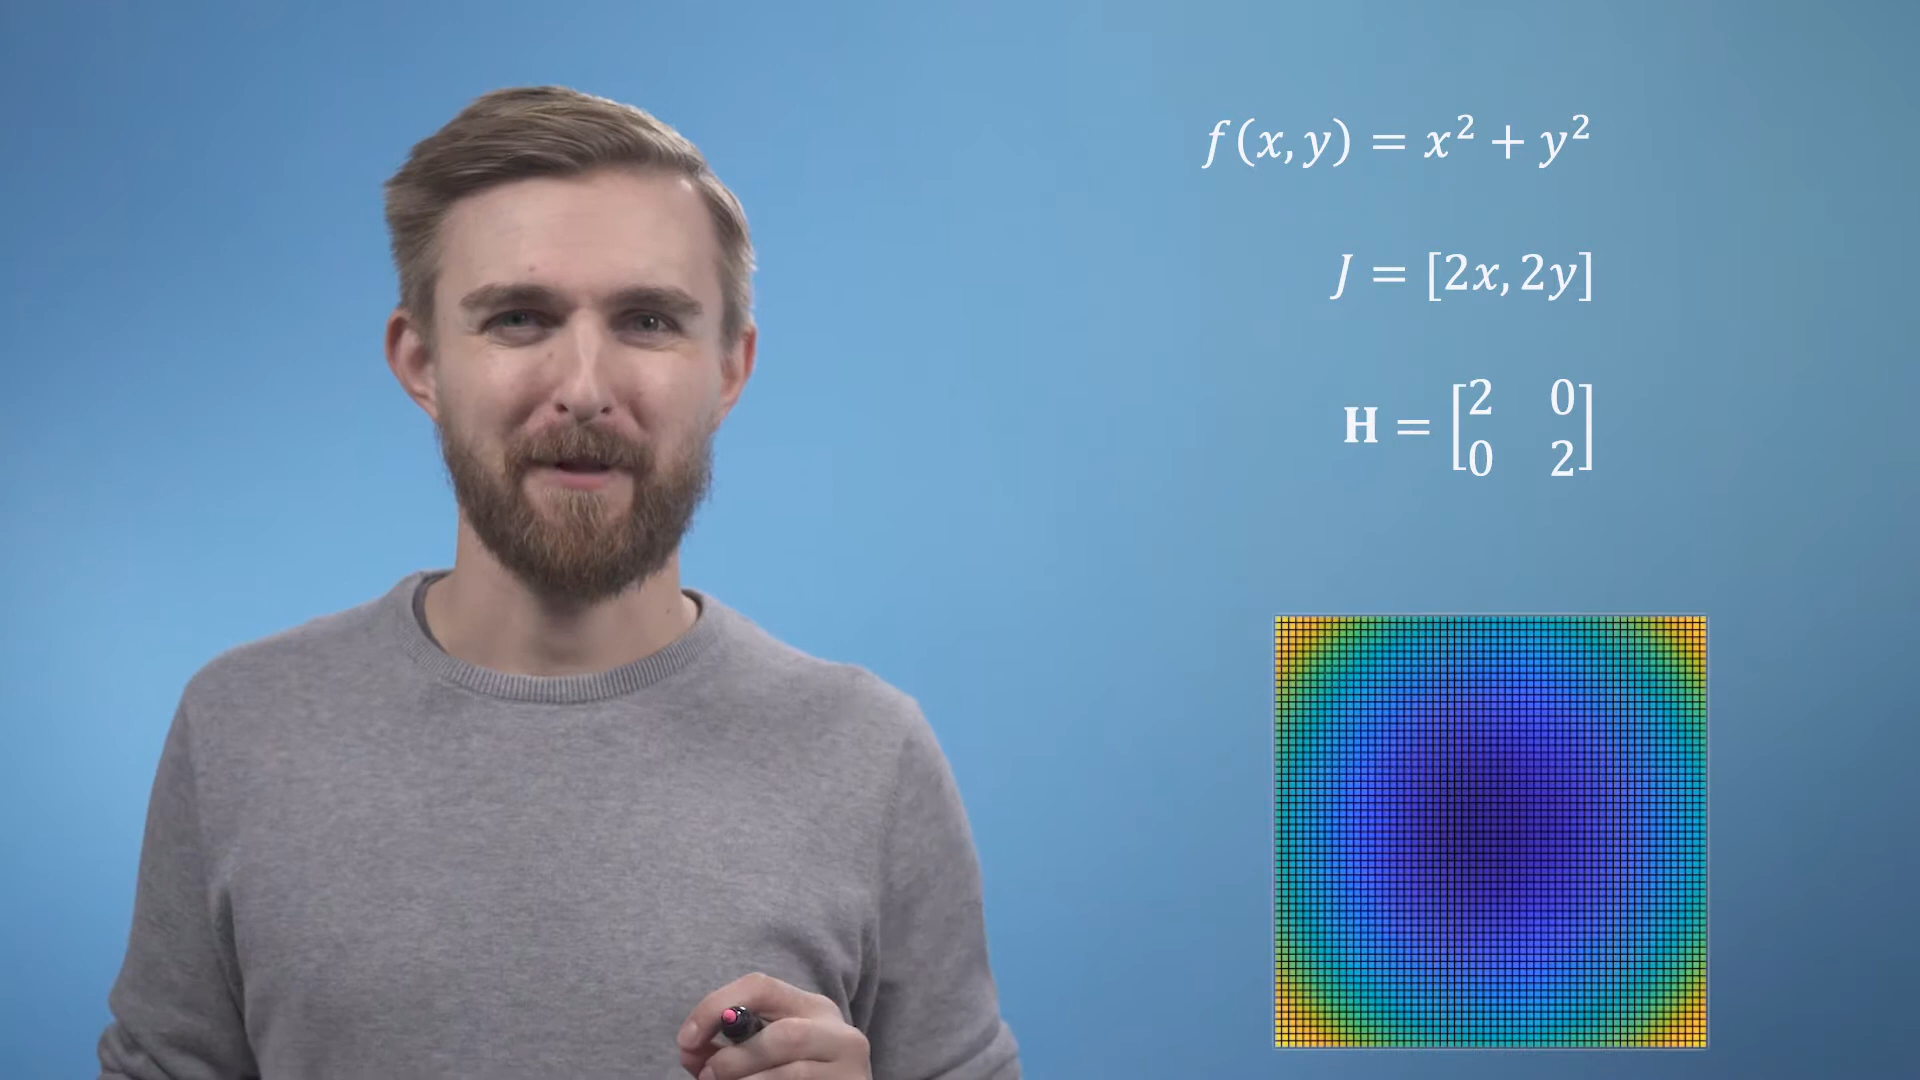 f(x, y) = x² + y²
J = [2x, 2y]
H = [2 0
0 2]